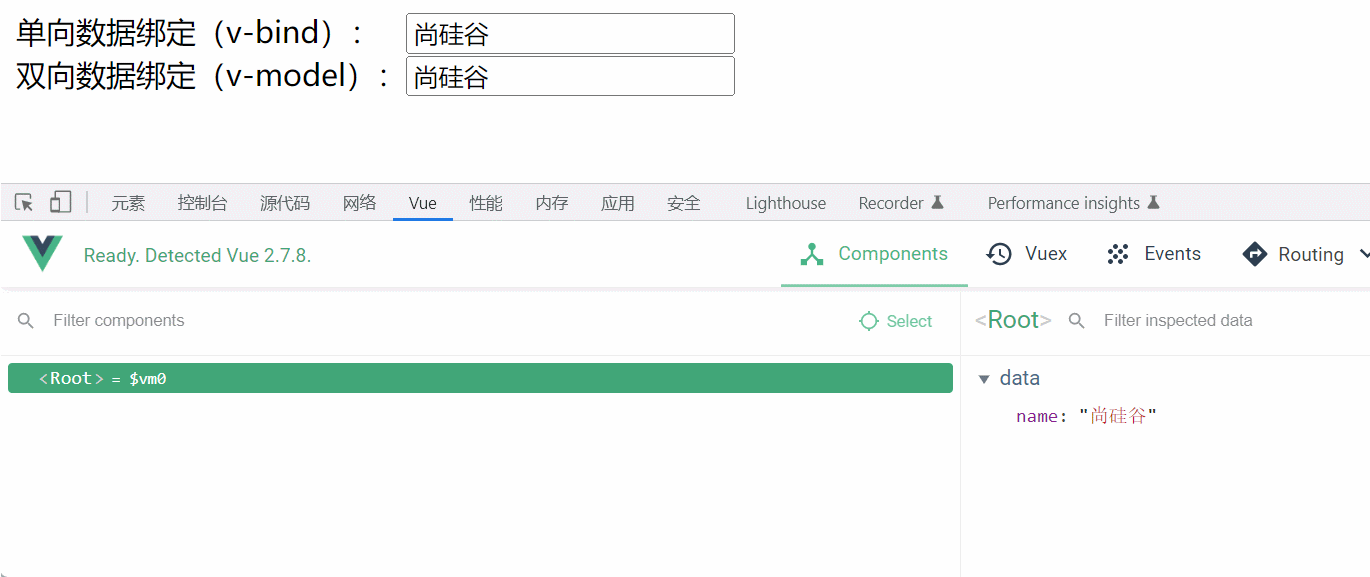 单向数据绑定（v-bind）： 尚硅谷
双向数据绑定（v-model）： 尚硅谷
元素 控制台 源代码 网络 Vue 性能 内存 应用 安全 Lighthouse Recorder Performance insights
Ready. Detected Vue 2.7.8. Components Vuex Events Routing
Filter components Select <Root> Filter inspected data
<Root> = $vm0 data
name: "尚硅谷"